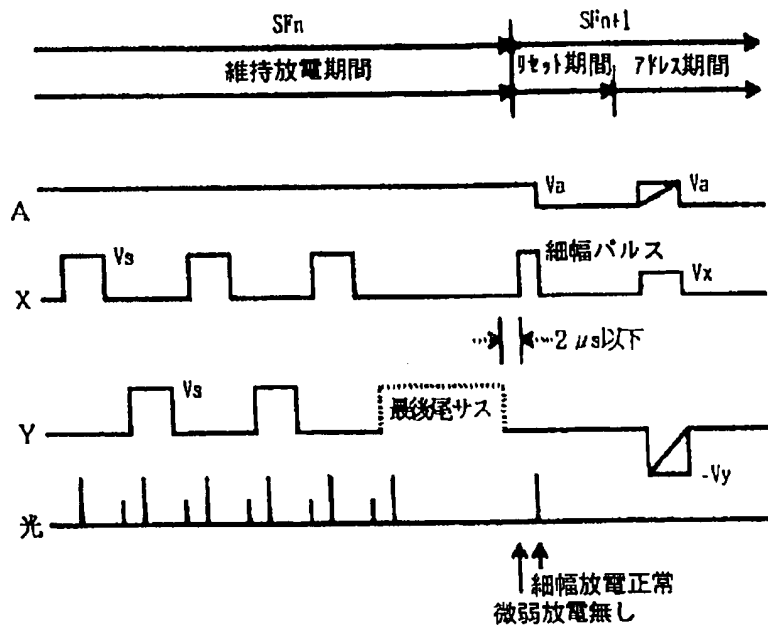 SFn SFn+1
維持放電期間 リセット期間 アドレス期間
A Va Va
X Vs 細幅パルス Vx
2 μs以下
Y Vs 最後尾サス -Vy
光
細幅放電正常
微弱放電無し